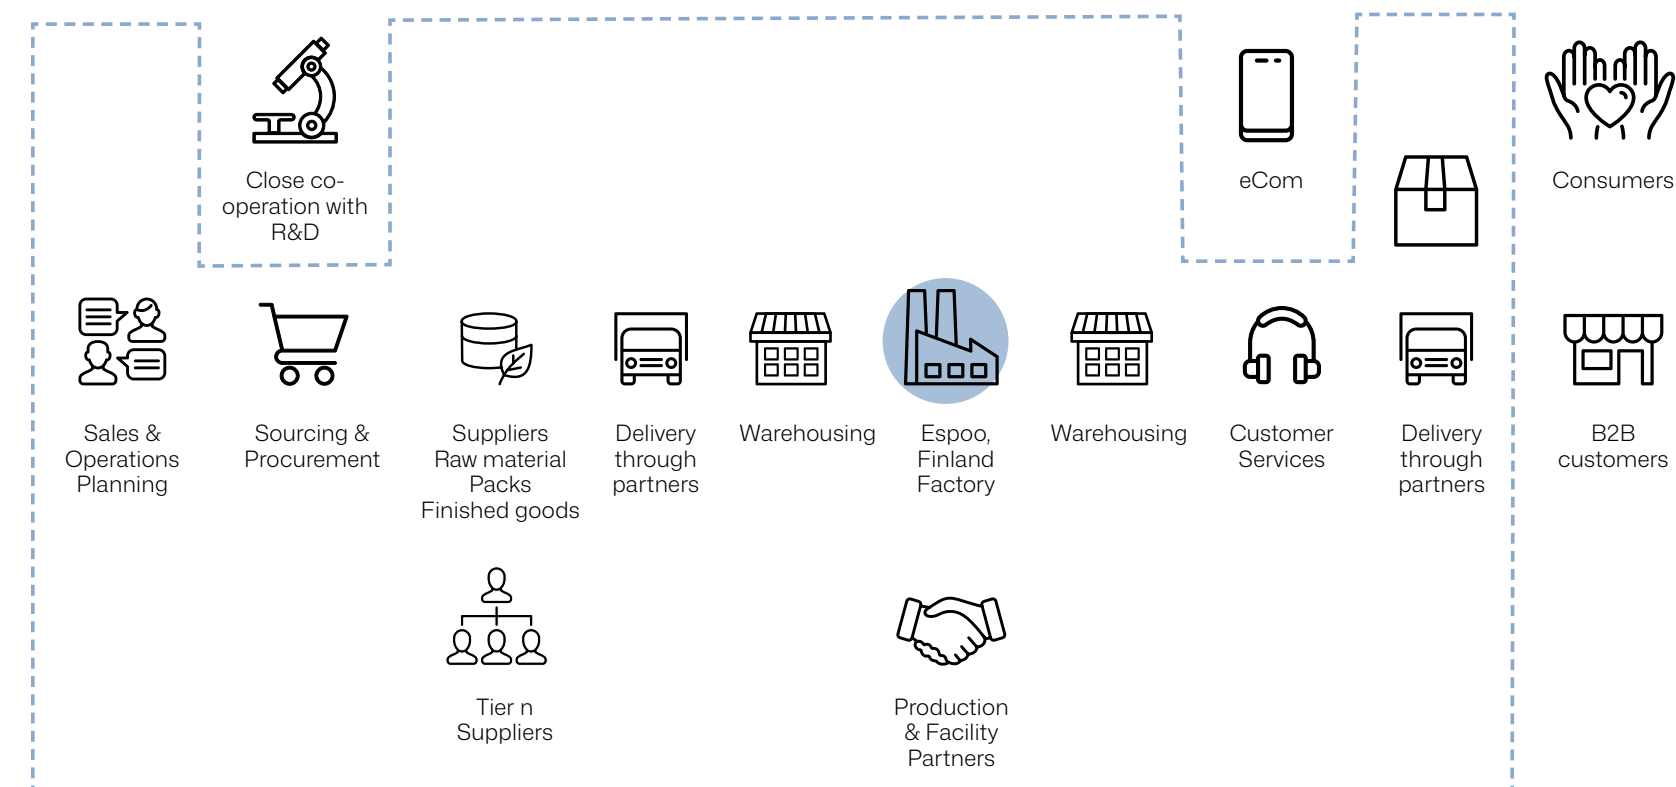 Close co-
operation with
R&D
eCom
Consumers
Sales &
Operations
Planning
Sourcing &
Procurement
Suppliers
Raw material
Packs
Finished goods
Delivery
through
partners
Warehousing
Espoo,
Finland
Factory
Warehousing
Customer
Services
Delivery
through
partners
B2B
customers
Tier n
Suppliers
Production
& Facility
Partners